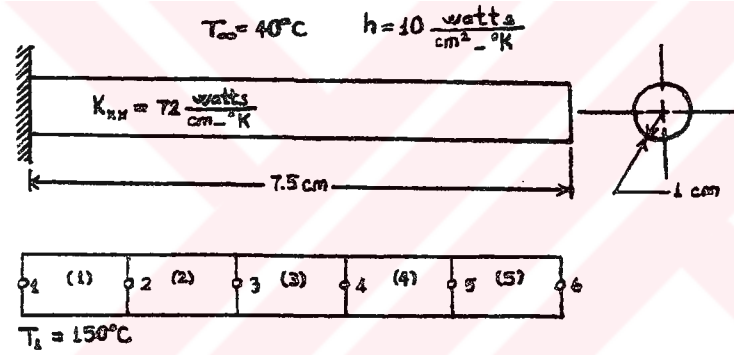 T∞ = 40°C h = 10 watts/cm² - °K
Kxx = 72 watts/cm - °K
7.5 cm
1 cm
1 (1) 2 (2) 3 (3) 4 (4) 5 (5) 6
T1 = 150°C